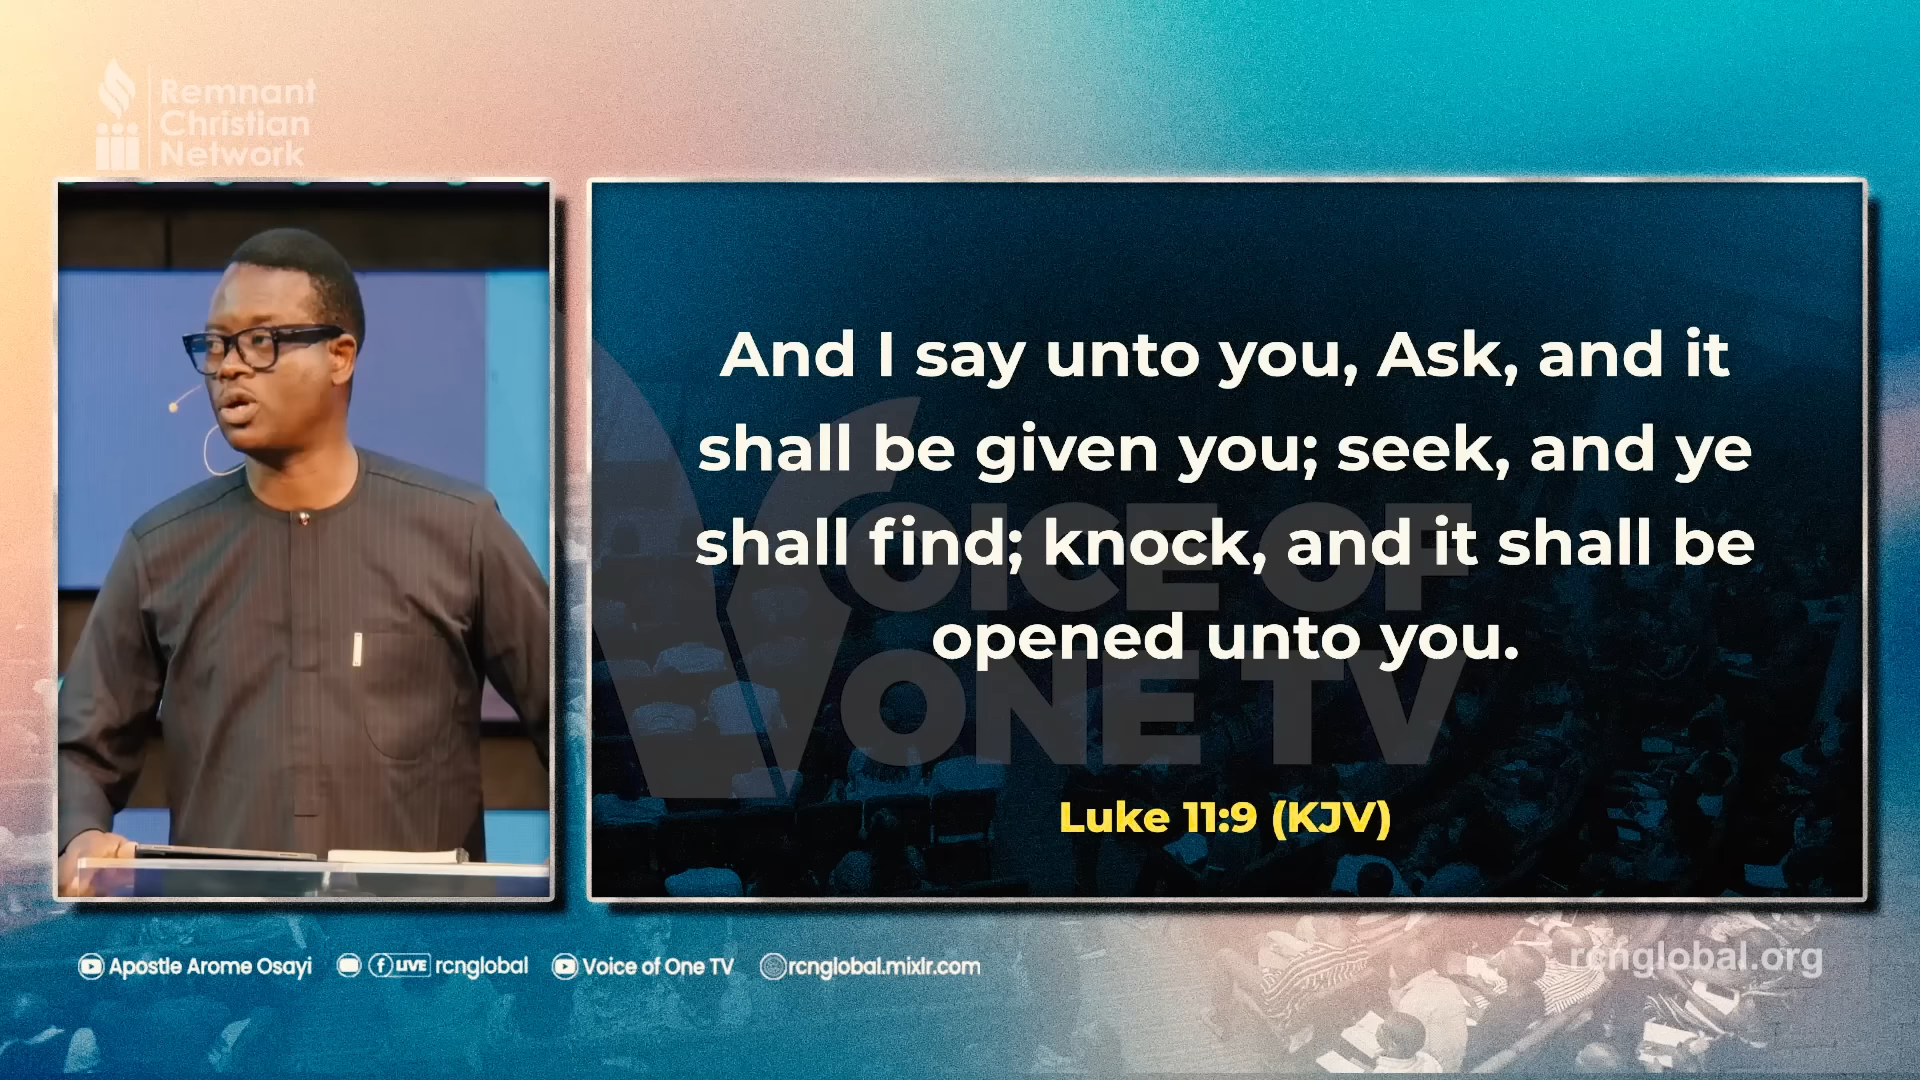 Remnant
Christian
Network
And I say unto you, Ask, and it
shall be given you; seek, and ye
shall find; knock, and it shall be
opened unto you.
VOICE OF
ONE TV
Luke 11:9 (KJV)
Apostle Arome Osayi
LIVE rcnglobal
Voice of One TV
rcnglobal.mixlr.com
rcnglobal.org